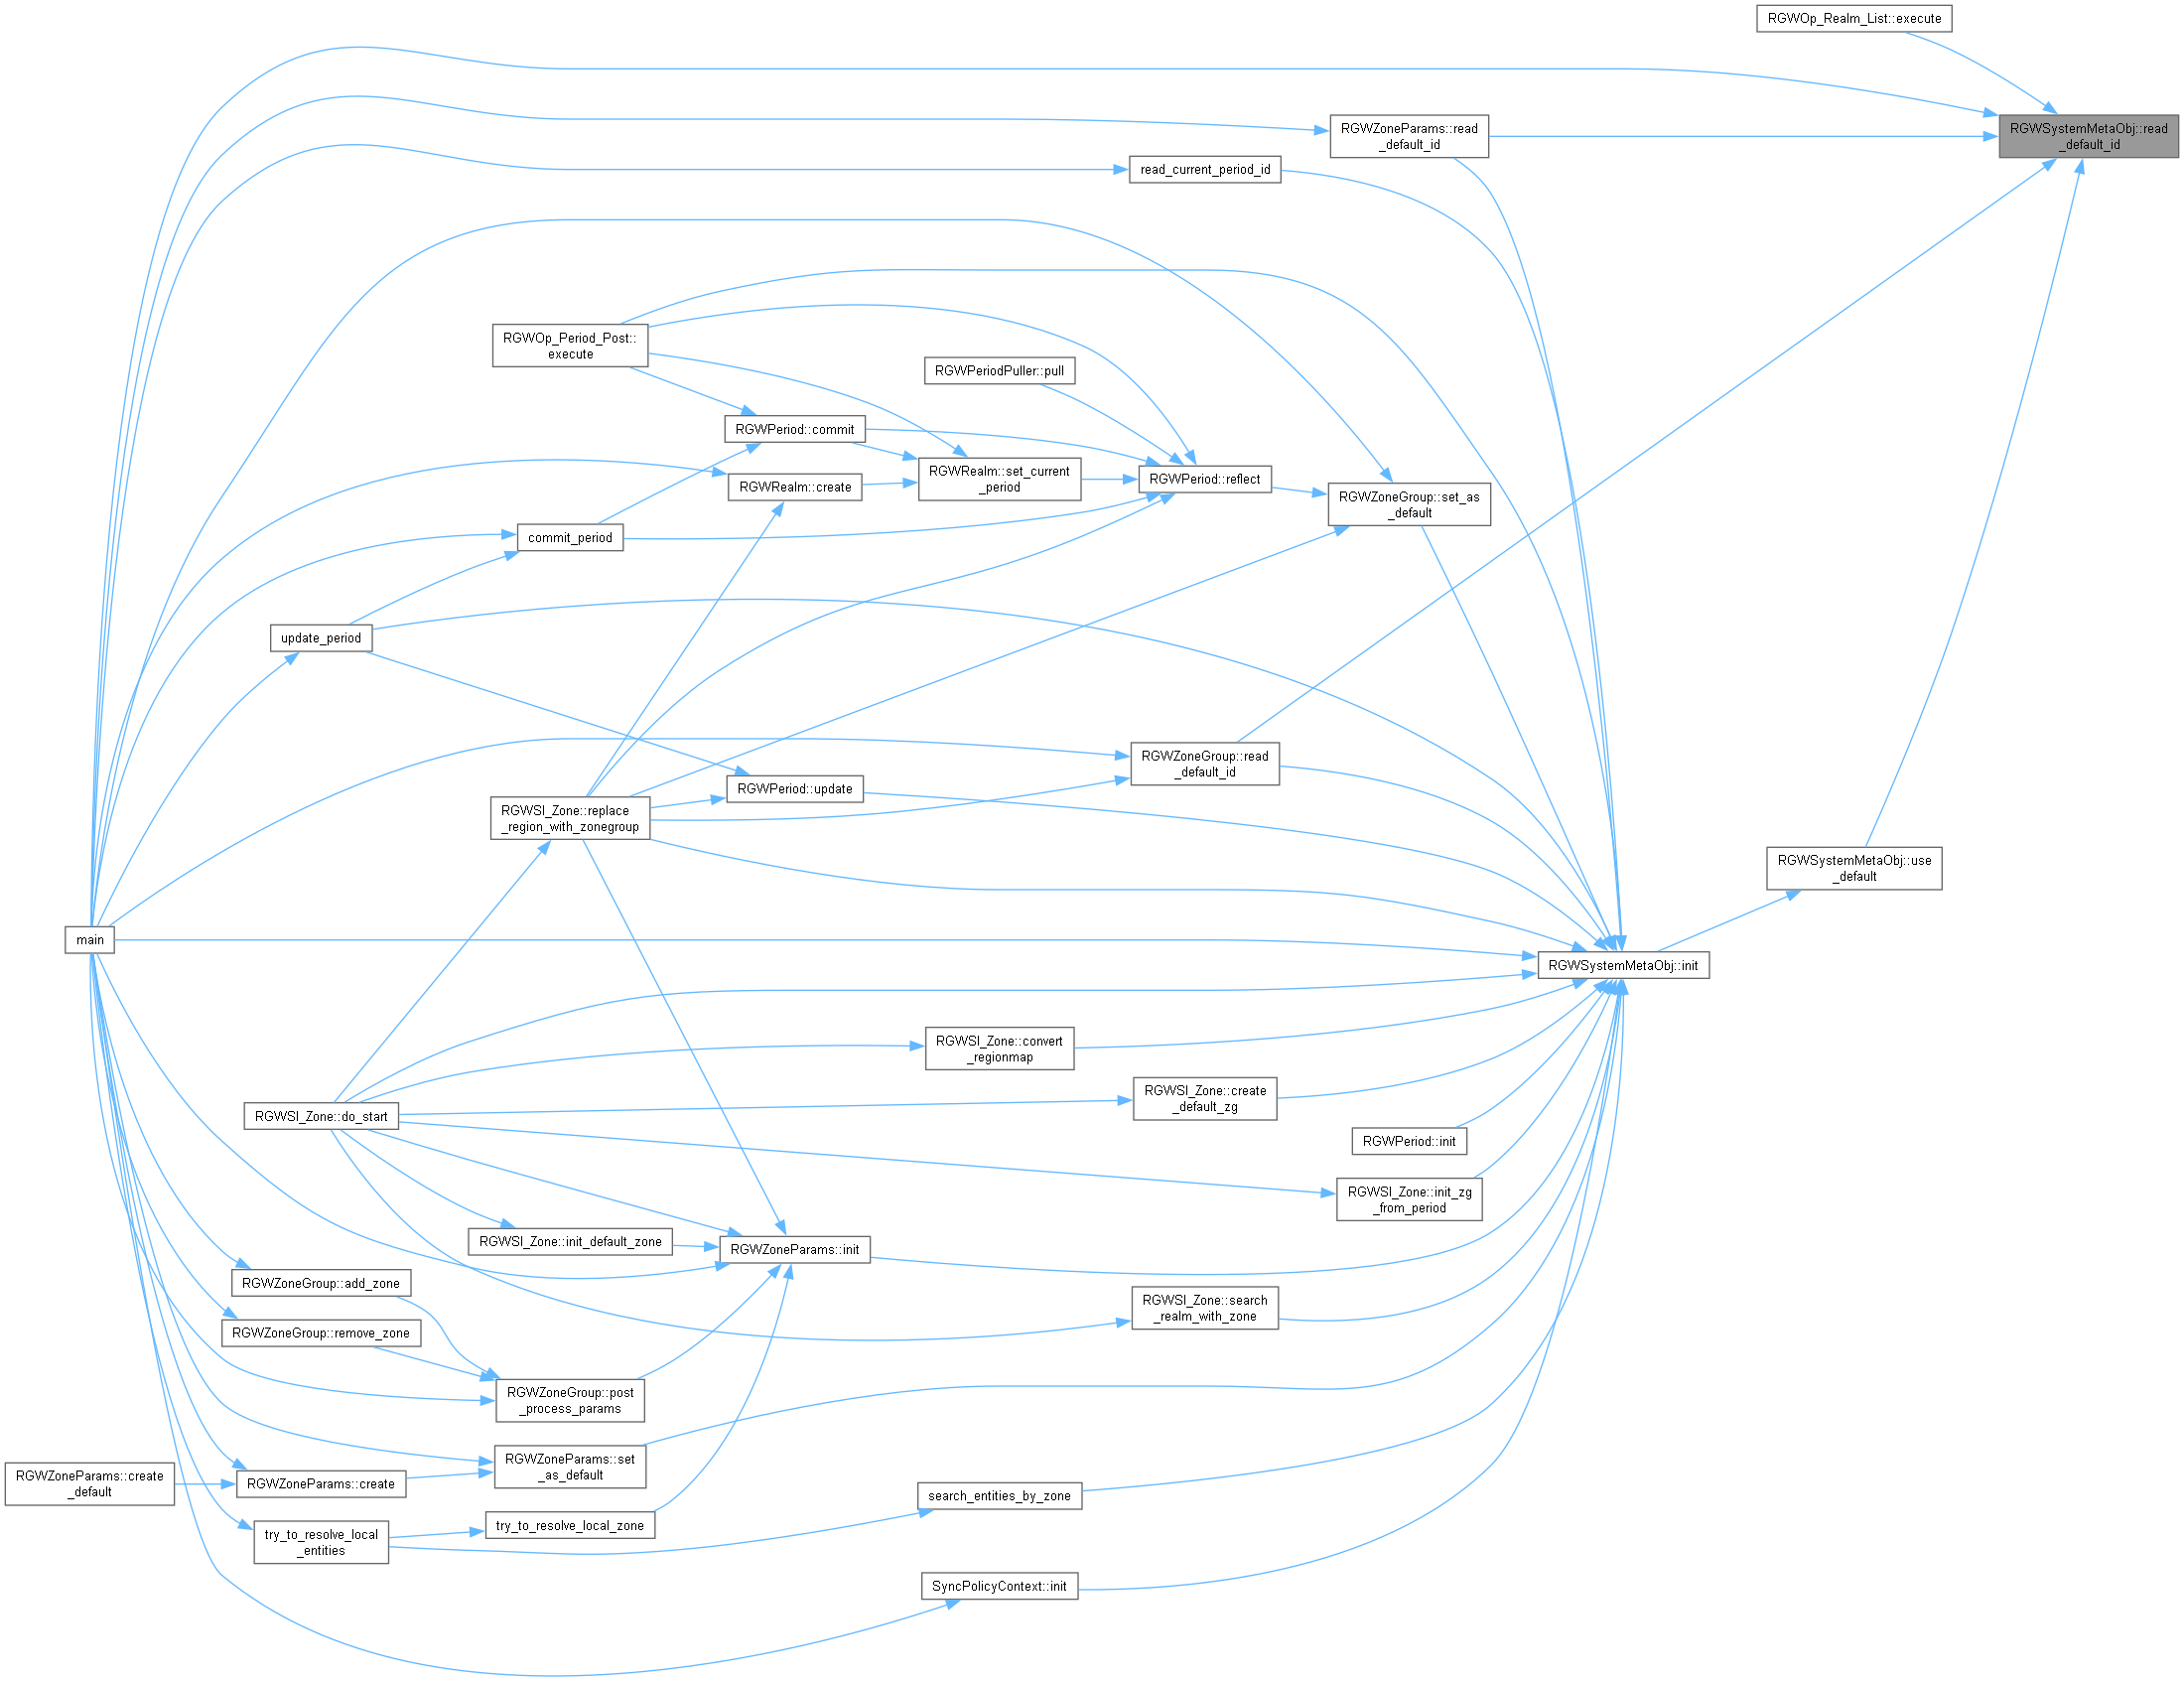 RGWOp_Realm_List::execute
RGWSystemMetaObj::read
_default_id
RGWZoneParams::read
_default_id
read_current_period_id
RGWOp_Period_Post::
execute
RGWPeriodPuller::pull
RGWPeriod::commit
RGWRealm::set_current
_period
RGWPeriod::reflect
RGWRealm::create
RGWZoneGroup::set_as
_default
commit_period
update_period
RGWZoneGroup::read
_default_id
RGWPeriod::update
RGWSI_Zone::replace
_region_with_zonegroup
RGWSystemMetaObj::use
_default
main
RGWSystemMetaObj::init
RGWSI_Zone::convert
_regionmap
RGWSI_Zone::create
_default_zg
RGWSI_Zone::do_start
RGWPeriod::init
RGWSI_Zone::init_zg
_from_period
RGWSI_Zone::init_default_zone
RGWZoneParams::init
RGWZoneGroup::add_zone
RGWSI_Zone::search
_realm_with_zone
RGWZoneGroup::remove_zone
RGWZoneGroup::post
_process_params
RGWZoneParams::set
_as_default
RGWZoneParams::create
_default
RGWZoneParams::create
search_entities_by_zone
try_to_resolve_local_zone
try_to_resolve_local
_entities
SyncPolicyContext::init